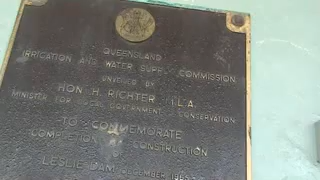 QUEENSLAND
IRRIGATION AND WATER SUPPLY COMMISSION
UNVEILED BY
HON. H. RICHTER M.L.A.
MINISTER FOR LOCAL GOVERNMENT & CONSERVATION
TO COMMEMORATE
COMPLETION OF CONSTRUCTION
LESLIE DAM DECEMBER 1965